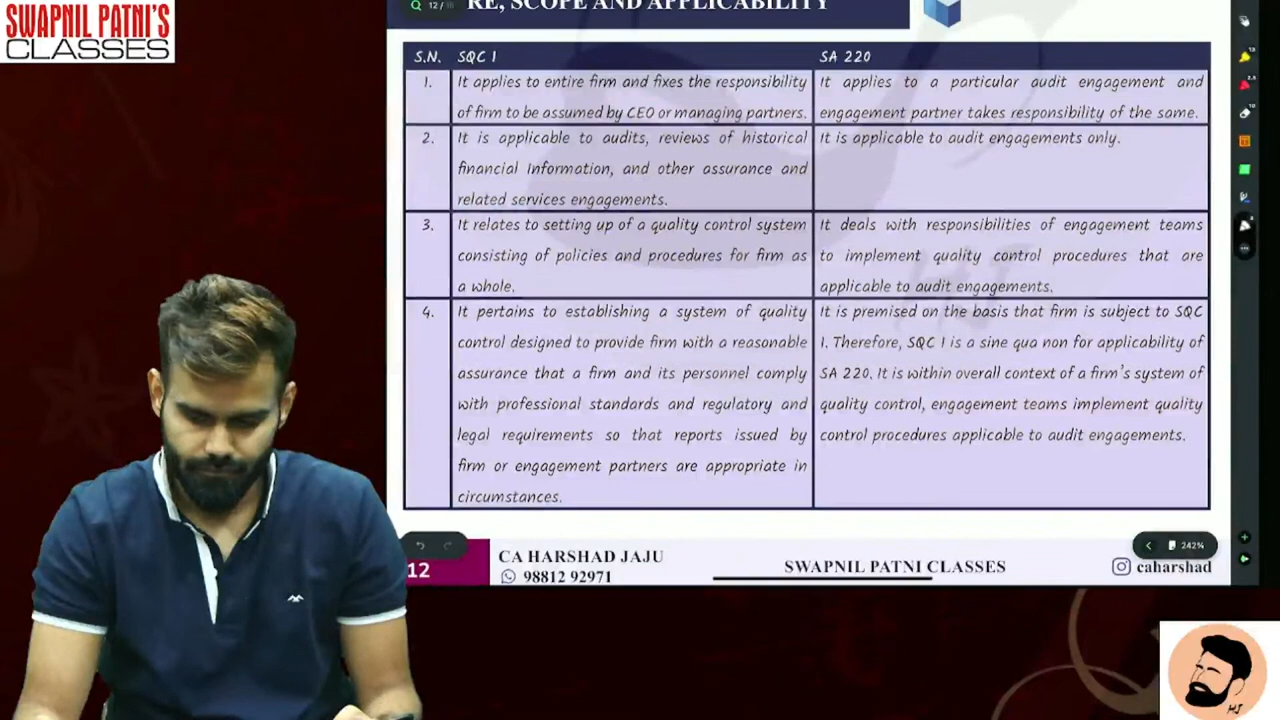 SWAPNIL PATNI'S
CLASSES
12 /
RE, SCOPE AND APPLICABILITY
S.N. SQC 1 SA 220
1. It applies to entire firm and fixes the responsibility
of firm to be assumed by CEO or managing partners.
It applies to a particular audit engagement and
engagement partner takes responsibility of the same.
2. It is applicable to audits, reviews of historical
financial information, and other assurance and
related services engagements.
It is applicable to audit engagements only.
3. It relates to setting up of a quality control system
consisting of policies and procedures for firm as
a whole.
It deals with responsibilities of engagement teams
to implement quality control procedures that are
applicable to audit engagements.
4. It pertains to establishing a system of quality
control designed to provide firm with a reasonable
assurance that a firm and its personnel comply
with professional standards and regulatory and
legal requirements so that reports issued by
firm or engagement partners are appropriate in
circumstances.
It is premised on the basis that firm is subject to SQC
1. Therefore, SQC 1 is a sine qua non for applicability of
SA 220. It is within overall context of a firm's system of
quality control, engagement teams implement quality
control procedures applicable to audit engagements.
242%
12
CA HARSHAD JAJU
98812 92971
SWAPNIL PATNI CLASSES
caharshad
HJ